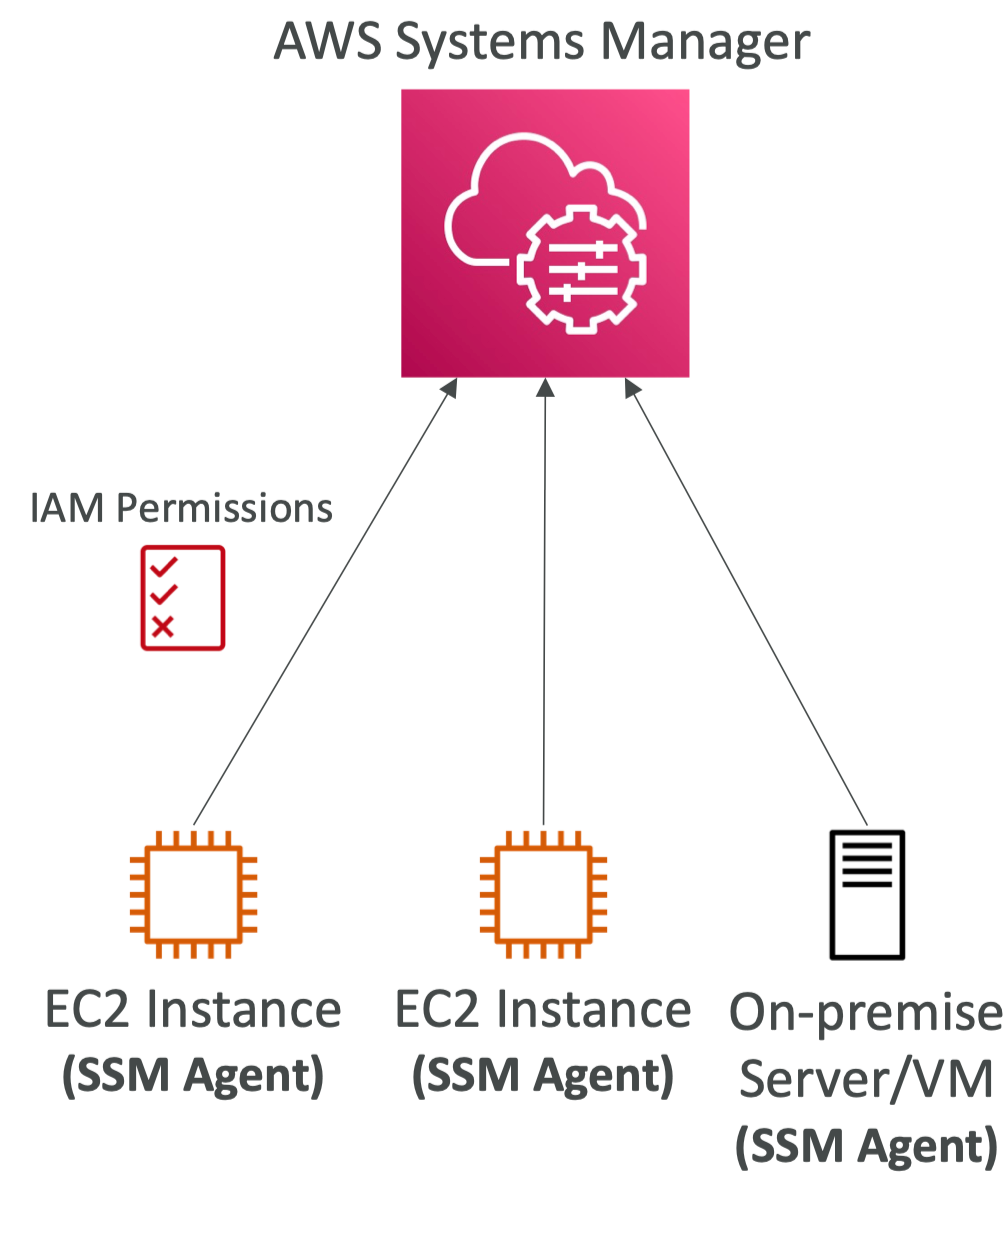 AWS Systems Manager
IAM Permissions
EC2 Instance
(SSM Agent)
EC2 Instance
(SSM Agent)
On-premise
Server/VM
(SSM Agent)